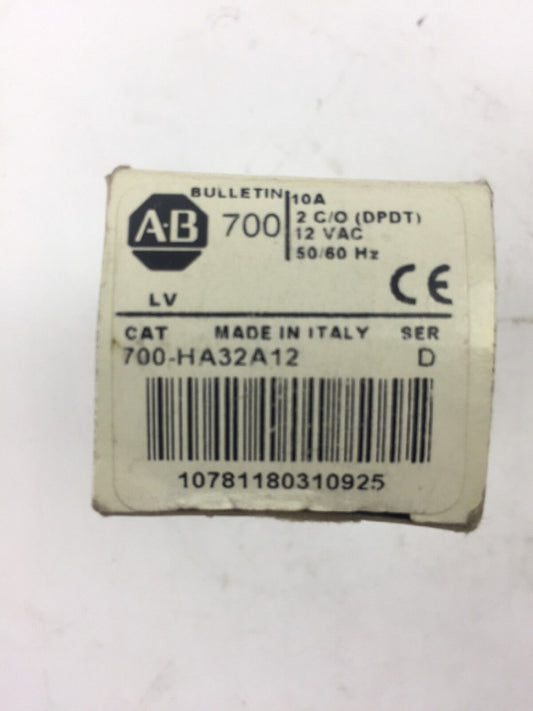 A-B
BULLETIN
700
10A
2 C/O (DPDT)
12 VAC
50/60 Hz
LV
CE
CAT MADE IN ITALY SER
700-HA32A12 D
10781180310925